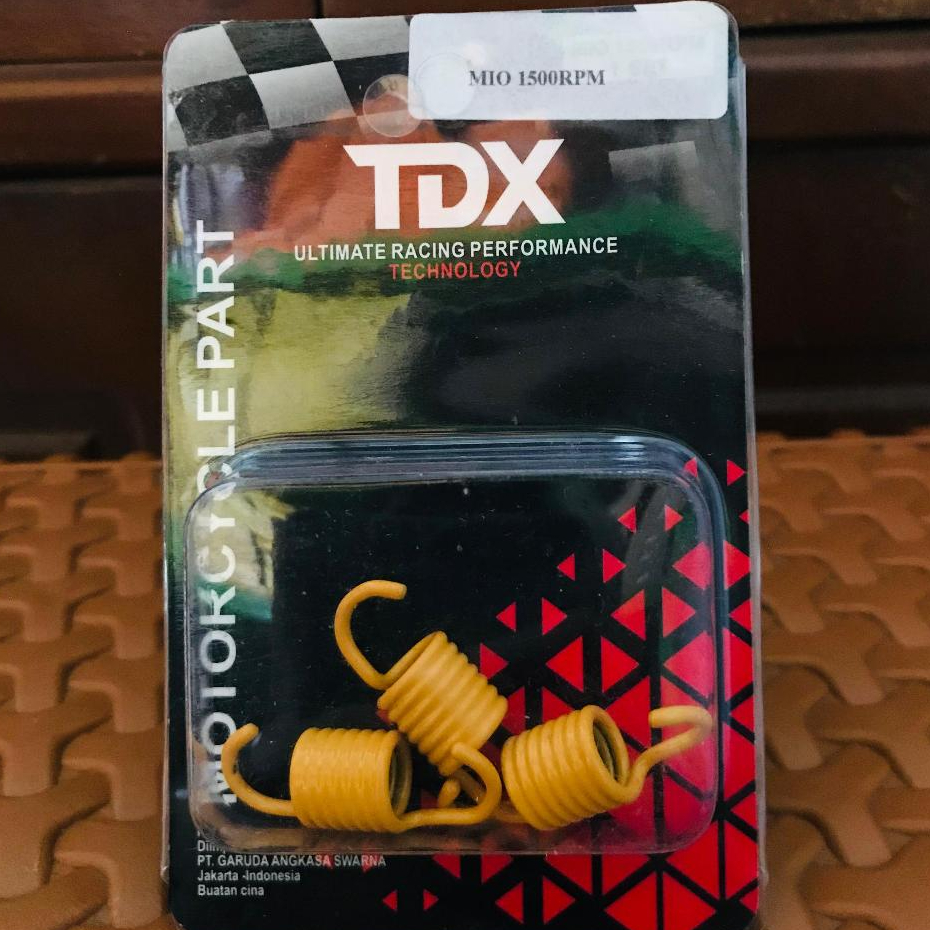 MIO 1500RPM
TDX
ULTIMATE RACING PERFORMANCE
TECHNOLOGY
MOTORCYCLE PART
PT. GARUDA ANGKASA SWARNA
Jakarta -Indonesia
Buatan cina